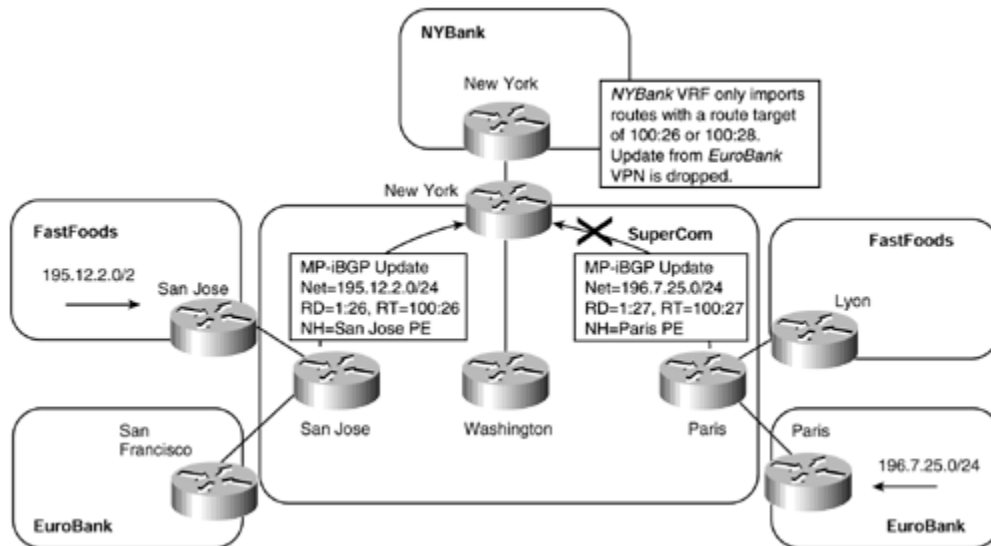 NYBank
New York
NYBank VRF only imports
routes with a route target
of 100:26 or 100:28.
Update from EuroBank
VPN is dropped.
New York
SuperCom
FastFoods
195.12.2.0/2
San Jose
MP-iBGP Update
Net=195.12.2.0/24
RD=1:26, RT=100:26
NH=San Jose PE
MP-iBGP Update
Net=196.7.25.0/24
RD=1:27, RT=100:27
NH=Paris PE
FastFoods
Lyon
San Jose
Washington
Paris
San
Francisco
EuroBank
Paris
196.7.25.0/24
EuroBank